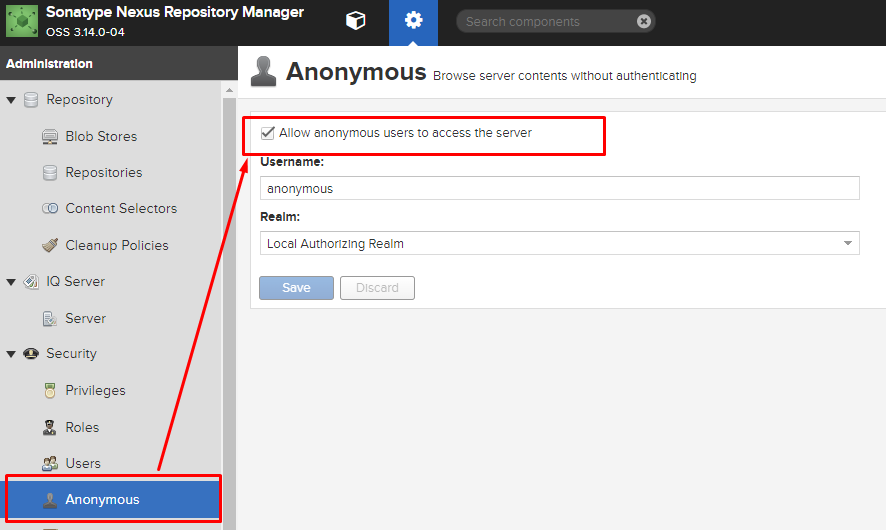 Sonatype Nexus Repository Manager
OSS 3.14.0-04
Search components
Administration
Repository
Blob Stores
Repositories
Content Selectors
Cleanup Policies
IQ Server
Server
Security
Privileges
Roles
Users
Anonymous
Anonymous Browse server contents without authenticating
Allow anonymous users to access the server
Username:
anonymous
Realm:
Local Authorizing Realm
Save Discard